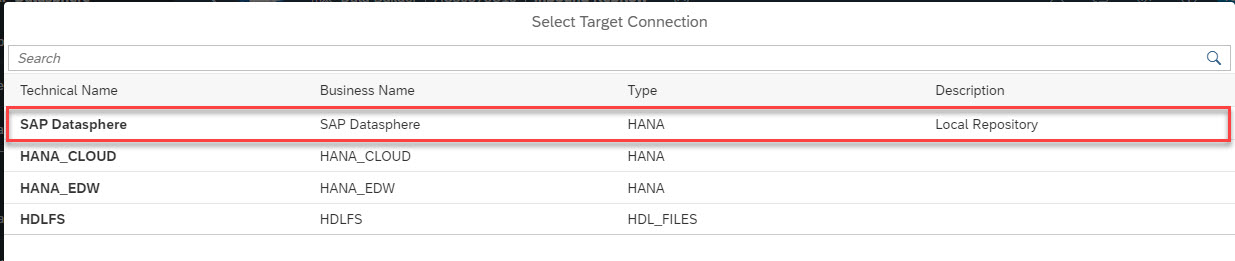 Select Target Connection
Search
Technical Name Business Name Type Description
SAP Datasphere SAP Datasphere HANA Local Repository
HANA_CLOUD HANA_CLOUD HANA
HANA_EDW HANA_EDW HANA
HDLFS HDLFS HDL_FILES